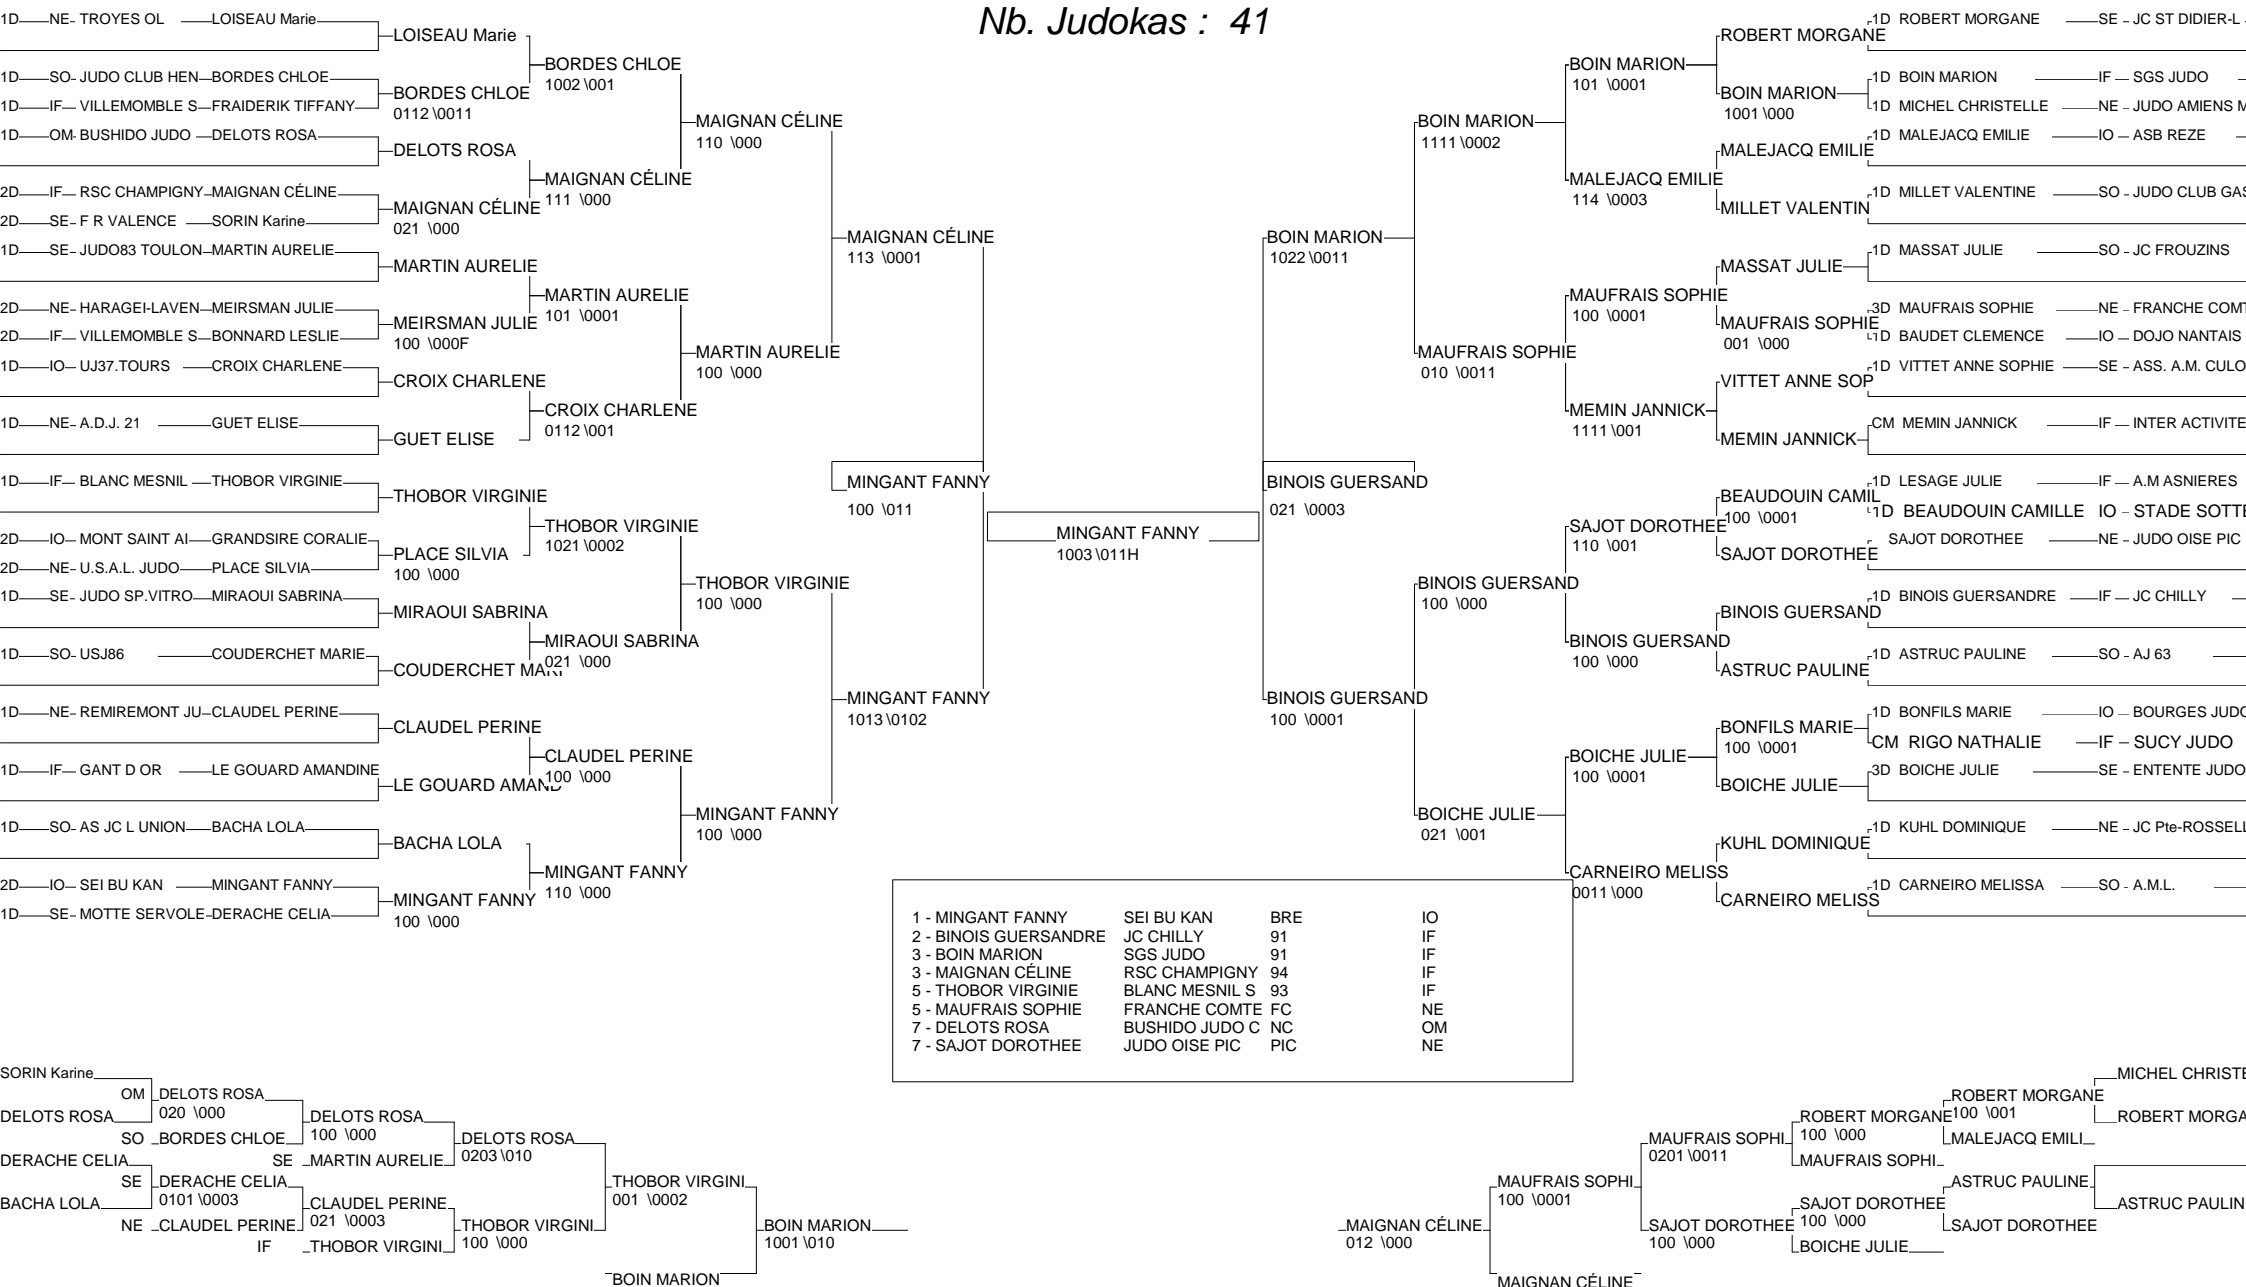 Nb. Judokas : 41
1D NE- TROYES OL LOISEAU Marie
LOISEAU Marie
BORDES CHLOE
1002 \001
1D SO- JUDO CLUB HEN BORDES CHLOE
BORDES CHLOE
0112 \0011
1D IF- VILLEMOMBLE S FRAIDERIK TIFFANY
MAIGNAN CÉLINE
110 \000
1D OM- BUSHIDO JUDO DELOTS ROSA
DELOTS ROSA
MAIGNAN CÉLINE
111 \000
2D IF- RSC CHAMPIGNY MAIGNAN CÉLINE
MAIGNAN CÉLINE
021 \000
2D SE- F R VALENCE SORIN Karine
MAIGNAN CÉLINE
113 \0001
1D SE- JUDO83 TOULON MARTIN AURELIE
MARTIN AURELIE
MARTIN AURELIE
101 \0001
2D NE- HARAGEI-LAVEN MEIRSMAN JULIE
MEIRSMAN JULIE
100 \000F
2D IF- VILLEMOMBLE S BONNARD LESLIE
MARTIN AURELIE
100 \000
1D IO- UJ37.TOURS CROIX CHARLENE
CROIX CHARLENE
CROIX CHARLENE
0112 \001
1D NE- A.D.J. 21 GUET ELISE
GUET ELISE
MINGANT FANNY
100 \011
1D IF- BLANC MESNIL THOBOR VIRGINIE
THOBOR VIRGINIE
THOBOR VIRGINIE
1021 \0002
2D IO- MONT SAINT AI GRANDSIRE CORALIE
PLACE SILVIA
100 \000
2D NE- U.S.A.L. JUDO PLACE SILVIA
THOBOR VIRGINIE
100 \000
1D SE- JUDO SP.VITRO MIRAOUI SABRINA
MIRAOUI SABRINA
MIRAOUI SABRINA
021 \000
1D SO- USJ86 COUDERCHET MARIE
COUDERCHET MARI
MINGANT FANNY
1013 \0102
1D NE- REMIREMONT JU CLAUDEL PERINE
CLAUDEL PERINE
CLAUDEL PERINE
100 \000
1D IF- GANT D OR LE GOUARD AMANDINE
LE GOUARD AMAND
MINGANT FANNY
100 \000
1D SO- AS JC L UNION BACHA LOLA
BACHA LOLA
MINGANT FANNY
110 \000
2D IO- SEI BU KAN MINGANT FANNY
MINGANT FANNY
100 \000
1D SE- MOTTE SERVOLE DERACHE CELIA
MINGANT FANNY
1003 \011H
1D ROBERT MORGANE SE - JC ST DIDIER-L
ROBERT MORGANE
BOIN MARION
101 \0001
1D BOIN MARION IF - SGS JUDO
BOIN MARION
1001 \000
1D MICHEL CHRISTELLE NE - JUDO AMIENS M
BOIN MARION
1111 \0002
1D MALEJACQ EMILIE IO - ASB REZE
MALEJACQ EMILIE
MALEJACQ EMILIE
114 \0003
1D MILLET VALENTINE SO - JUDO CLUB GAS
MILLET VALENTIN
BOIN MARION
1022 \0011
1D MASSAT JULIE SO - JC FROUZINS
MASSAT JULIE
MAUFRAIS SOPHIE
100 \0001
3D MAUFRAIS SOPHIE NE - FRANCHE COMT
MAUFRAIS SOPHIE
001 \000
1D BAUDET CLEMENCE IO - DOJO NANTAIS
MAUFRAIS SOPHIE
010 \0011
1D VITTET ANNE SOPHIE SE - ASS. A.M. CULO
VITTET ANNE SOP
MEMIN JANNICK
1111 \001
CM MEMIN JANNICK IF - INTER ACTIVITE
MEMIN JANNICK
BINOIS GUERSAND
021 \0003
1D LESAGE JULIE IF - A.M ASNIERES
BEAUDOUIN CAMIL
100 \0001
1D BEAUDOUIN CAMILLE IO - STADE SOTTE
SAJOT DOROTHEE
110 \001
SAJOT DOROTHEE NE - JUDO OISE PIC
SAJOT DOROTHEE
BINOIS GUERSAND
100 \000
1D BINOIS GUERSANDRE IF - JC CHILLY
BINOIS GUERSAND
BINOIS GUERSAND
100 \000
1D ASTRUC PAULINE SO - AJ 63
ASTRUC PAULINE
BINOIS GUERSAND
100 \0001
1D BONFILS MARIE IO - BOURGES JUDO
BONFILS MARIE
100 \0001
CM RIGO NATHALIE IF - SUCY JUDO
BOICHE JULIE
100 \0001
3D BOICHE JULIE SE - ENTENTE JUDO
BOICHE JULIE
BOICHE JULIE
021 \001
1D KUHL DOMINIQUE NE - JC Pte-ROSSELL
KUHL DOMINIQUE
CARNEIRO MELISS
0011 \000
1D CARNEIRO MELISSA SO - A.M.L.
CARNEIRO MELISS
1 - MINGANT FANNY SEI BU KAN BRE IO
2 - BINOIS GUERSANDRE JC CHILLY 91 IF
3 - BOIN MARION SGS JUDO 91 IF
3 - MAIGNAN CÉLINE RSC CHAMPIGNY 94 IF
5 - THOBOR VIRGINIE BLANC MESNIL S 93 IF
5 - MAUFRAIS SOPHIE FRANCHE COMTE FC NE
7 - DELOTS ROSA BUSHIDO JUDO C NC OM
7 - SAJOT DOROTHEE JUDO OISE PIC PIC NE
SORIN Karine
OM DELOTS ROSA
020 \000
DELOTS ROSA
DELOTS ROSA
100 \000
SO BORDES CHLOE
DELOTS ROSA
0203 \010
DERACHE CELIA
SE MARTIN AURELIE
SE DERACHE CELIA
0101 \0003
THOBOR VIRGINI
001 \0002
BACHA LOLA
CLAUDEL PERINE
021 \0003
NE CLAUDEL PERINE
THOBOR VIRGINI
100 \000
BOIN MARION
1001 \010
IF THOBOR VIRGINI
BOIN MARION
MICHEL CHRISTE
ROBERT MORGANE
100 \001
ROBERT MORGA
ROBERT MORGANE
100 \000
MALEJACQ EMILI
MAUFRAIS SOPHI
0201 \0011
MAUFRAIS SOPHI
MAUFRAIS SOPHI
100 \0001
ASTRUC PAULINE
ASTRUC PAULIN
SAJOT DOROTHEE
100 \000
SAJOT DOROTHEE
MAIGNAN CÉLINE
012 \000
SAJOT DOROTHEE
100 \000
BOICHE JULIE
MAIGNAN CÉLINE